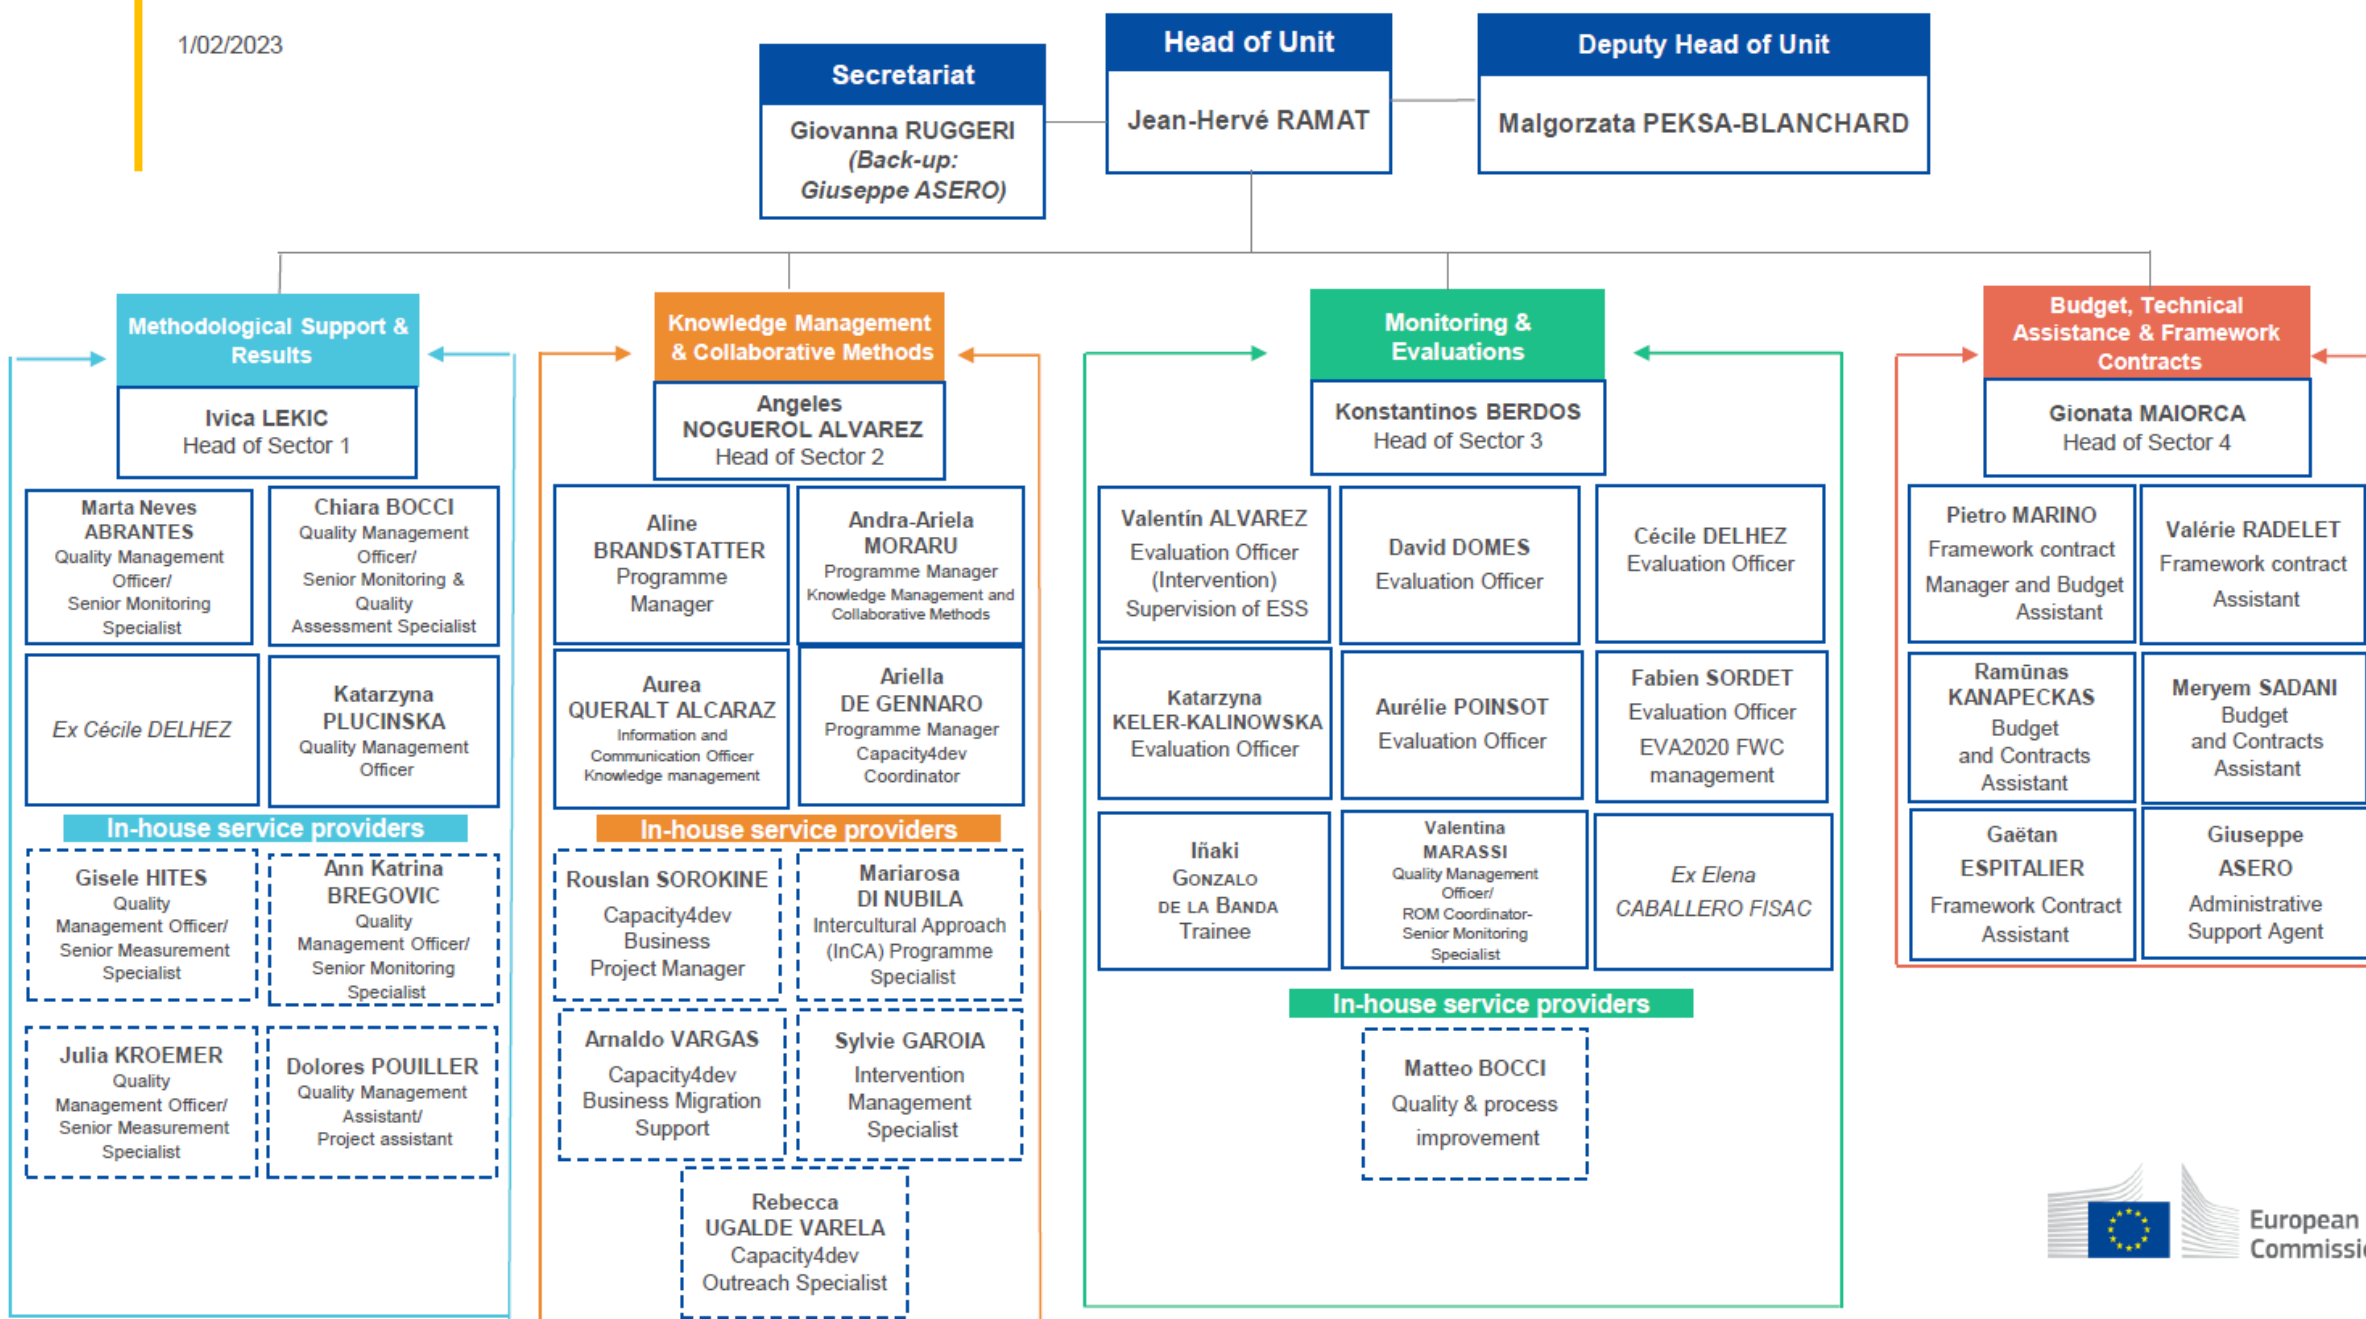 1/02/2023
Secretariat
Giovanna RUGGERI
(Back-up:
Giuseppe ASERO)
Head of Unit
Jean-Hervé RAMAT
Deputy Head of Unit
Malgorzata PEKSA-BLANCHARD
Methodological Support &
Results
Ivica LEKIC
Head of Sector 1
Marta Neves
ABRANTES
Quality Management
Officer/
Senior Monitoring
Specialist
Chiara BOCCI
Quality Management
Officer/
Senior Monitoring &
Quality
Assessment Specialist
Ex Cécile DELHEZ
Katarzyna
PLUCINSKA
Quality Management
Officer
In-house service providers
Gisele HITES
Quality
Management Officer/
Senior Measurement
Specialist
Ann Katrina
BREGOVIC
Quality
Management Officer/
Senior Monitoring
Specialist
Julia KROEMER
Quality
Management Officer/
Senior Measurement
Specialist
Dolores POUILLER
Quality Management
Assistant/
Project assistant
Knowledge Management
& Collaborative Methods
Angeles
NOGUEROL ALVAREZ
Head of Sector 2
Aline
BRANDSTATTER
Programme
Manager
Andra-Ariela
MORARU
Programme Manager
Knowledge Management and
Collaborative Methods
Aurea
QUERALT ALCARAZ
Information and
Communication Officer
Knowledge management
Ariella
DE GENNARO
Programme Manager
Capacity4dev
Coordinator
In-house service providers
Rouslan SOROKINE
Capacity4dev
Business
Project Manager
Mariarosa
DI NUBILA
Intercultural Approach
(InCA) Programme
Specialist
Arnaldo VARGAS
Capacity4dev
Business Migration
Support
Sylvie GAROIA
Intervention
Management
Specialist
Rebecca
UGALDE VARELA
Capacity4dev
Outreach Specialist
Monitoring &
Evaluations
Konstantinos BERDOS
Head of Sector 3
Valentín ALVAREZ
Evaluation Officer
(Intervention)
Supervision of ESS
David DOMES
Evaluation Officer
Cécile DELHEZ
Evaluation Officer
Katarzyna
KELER-KALINOWSKA
Evaluation Officer
Aurélie POINSOT
Evaluation Officer
Fabien SORDET
Evaluation Officer
EVA2020 FWC
management
Iñaki
GONZALO
DE LA BANDA
Trainee
Valentina
MARASSI
Quality Management
Officer/
ROM Coordinator-
Senior Monitoring
Specialist
Ex Elena
CABALLERO FISAC
In-house service providers
Matteo BOCCI
Quality & process
improvement
Budget, Technical
Assistance & Framework
Contracts
Gionata MAIORCA
Head of Sector 4
Pietro MARINO
Framework contract
Manager and Budget
Assistant
Valérie RADELET
Framework contract
Assistant
Ramūnas
KANAPECKAS
Budget
and Contracts
Assistant
Meryem SADANI
Budget
and Contracts
Assistant
Gaëtan
ESPITALIER
Framework Contract
Assistant
Giuseppe
ASERO
Administrative
Support Agent
European